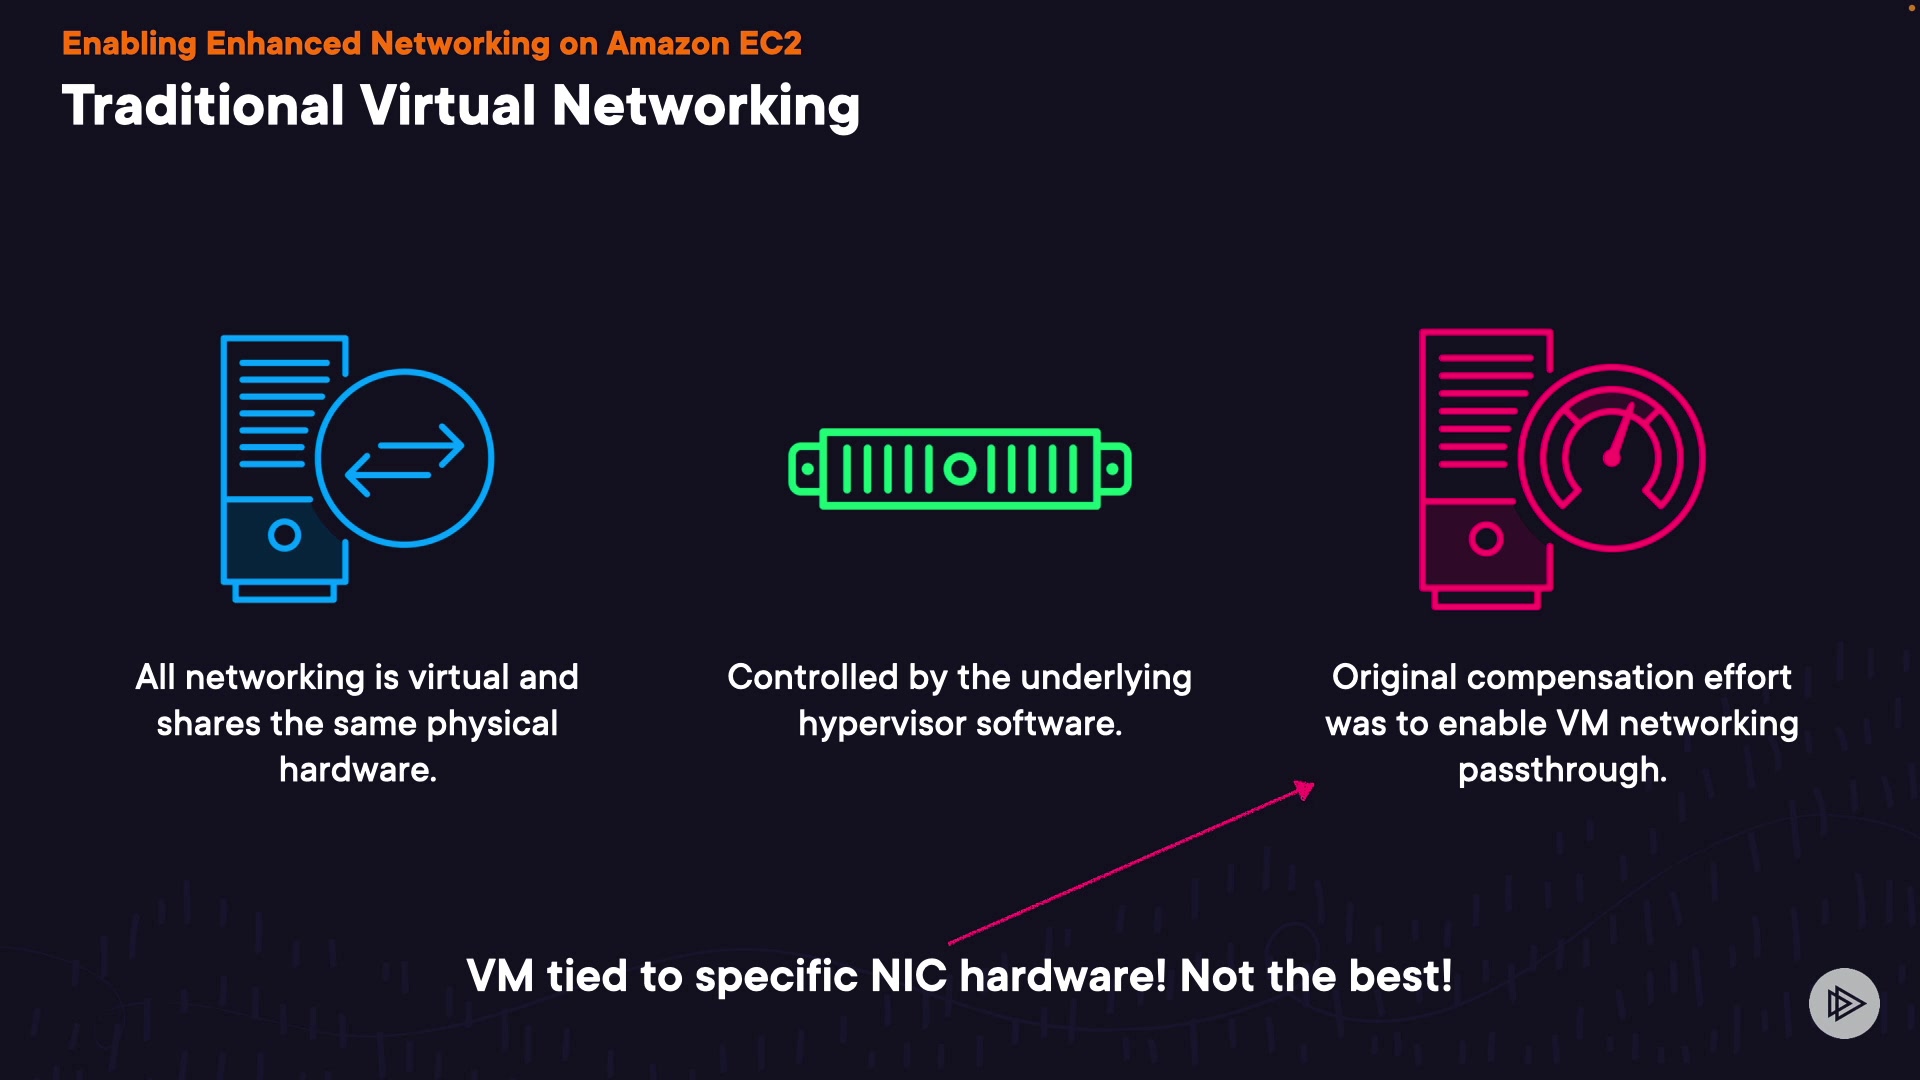 Enabling Enhanced Networking on Amazon EC2
Traditional Virtual Networking
All networking is virtual and
shares the same physical
hardware.
Controlled by the underlying
hypervisor software.
Original compensation effort
was to enable VM networking
passthrough.
VM tied to specific NIC hardware! Not the best!